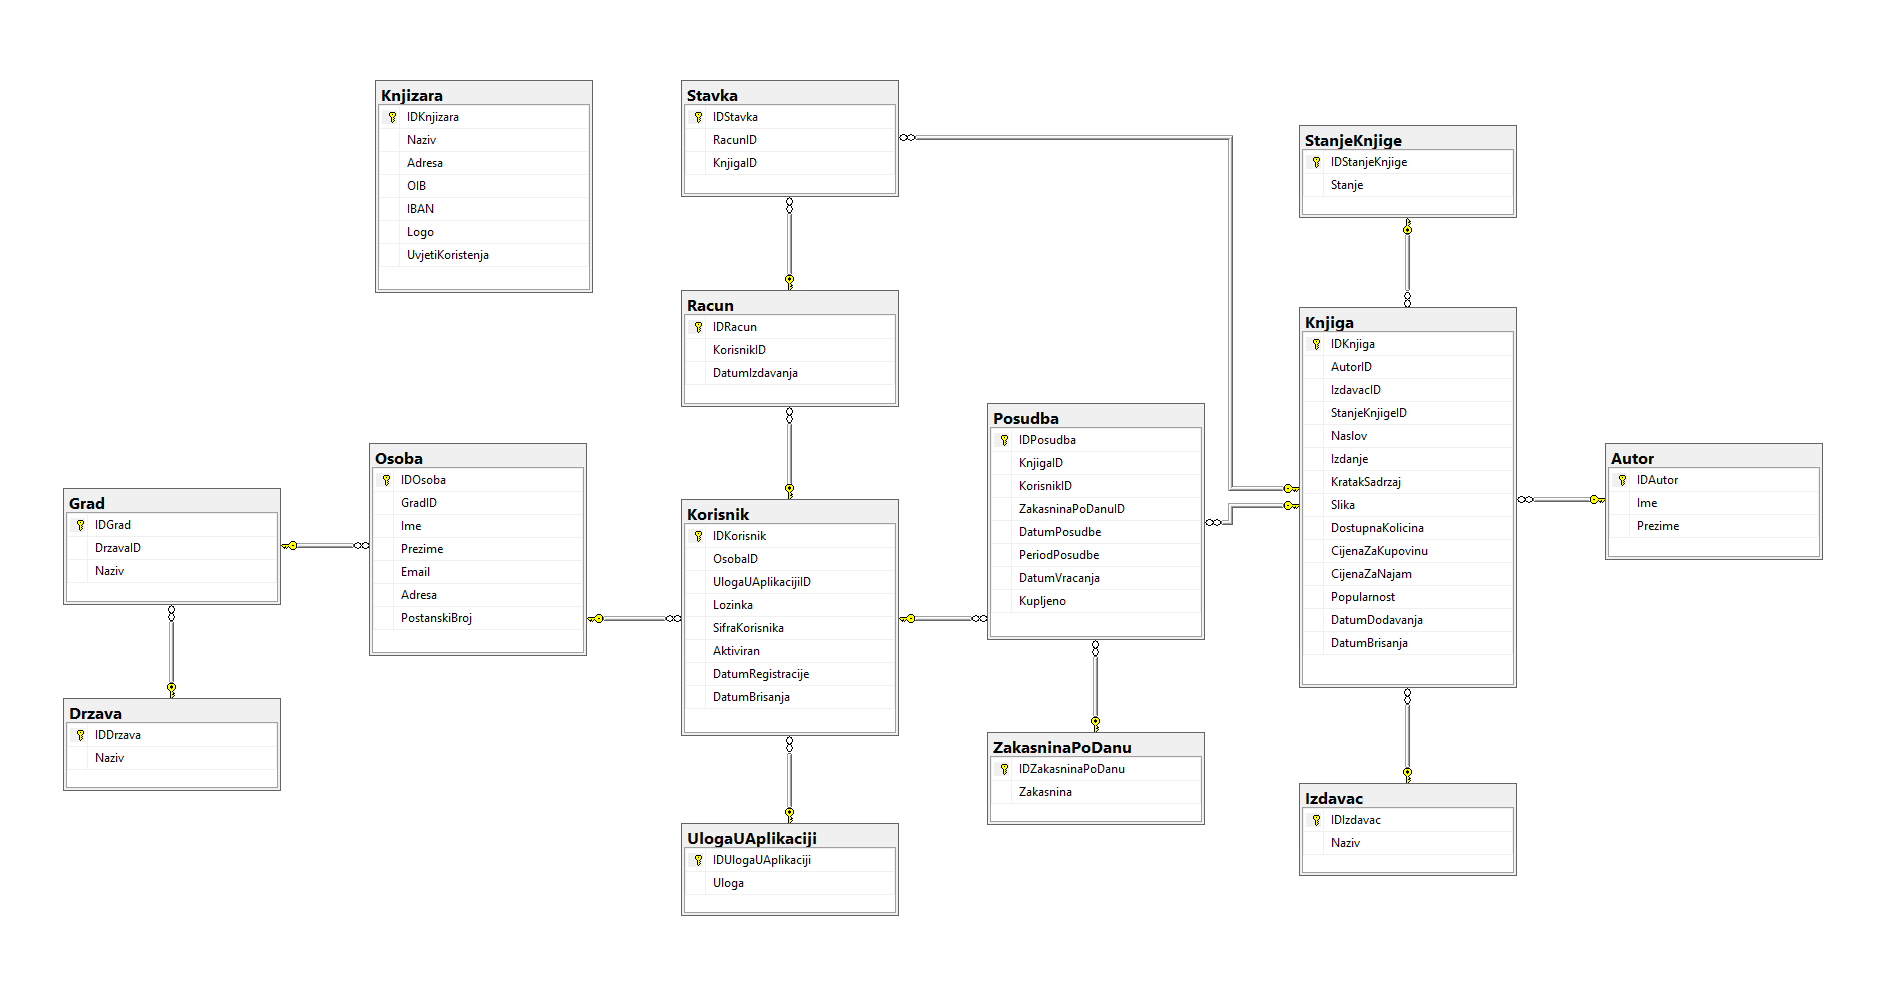 Knjizara
IDKnjizara
Naziv
Adresa
OIB
IBAN
Logo
UvjetiKoristenja
Stavka
IDStavka
RacunID
KnjigaID
StanjeKnjige
IDStanjeKnjige
Stanje
Racun
IDRacun
KorisnikID
DatumIzdavanja
Knjiga
IDKnjiga
AutorID
IzdavacID
StanjeKnjigeID
Naslov
Izdanje
KratakSadrzaj
Slika
DostupnaKolicina
CijenaZaKupovinu
CijenaZaNajam
Popularnost
DatumDodavanja
DatumBrisanja
Posudba
IDPosudba
KnjigaID
KorisnikID
ZakasninaPoDanuID
DatumPosudbe
PeriodPosudbe
DatumVracanja
Kupljeno
Osoba
IDOsoba
GradID
Ime
Prezime
Email
Adresa
PostanskiBroj
Autor
IDAutor
Ime
Prezime
Grad
IDGrad
DrzavaID
Naziv
Korisnik
IDKorisnik
OsobaID
UlogaUAplikacijiID
Lozinka
SifraKorisnika
Aktiviran
DatumRegistracije
DatumBrisanja
Drzava
IDDrzava
Naziv
ZakasninaPoDanu
IDZakasninaPoDanu
Zakasnina
Izdavac
IDIzdavac
Naziv
UlogaUAplikaciji
IDUlogaUAplikaciji
Uloga